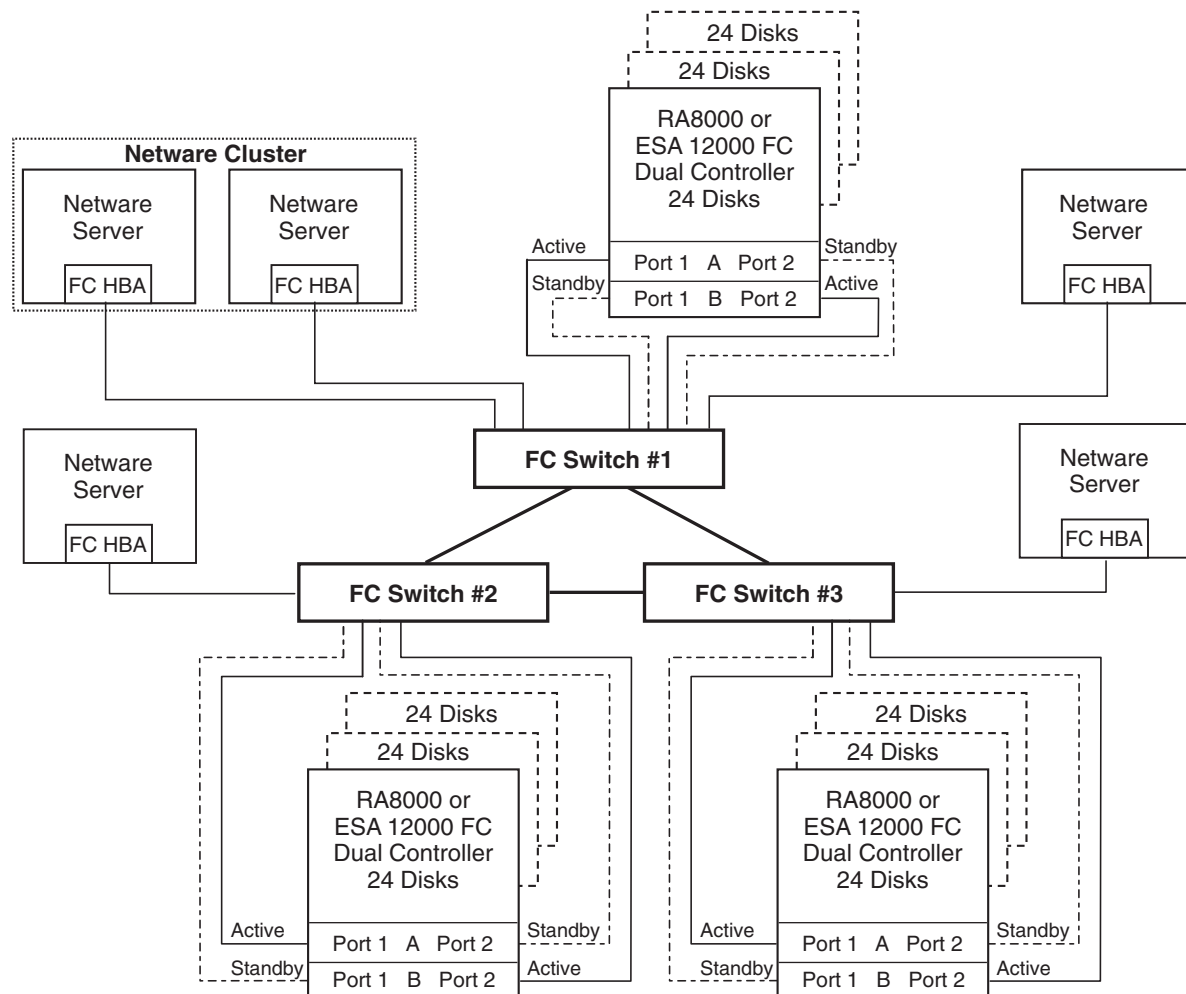 24 Disks
24 Disks
RA8000 or
ESA 12000 FC
Dual Controller
24 Disks
Active
Standby
Port 1 A Port 2
Standby
Active
Port 1 B Port 2
Netware Cluster
Netware
Server
FC HBA
Netware
Server
FC HBA
Netware
Server
FC HBA
FC Switch #1
Netware
Server
FC HBA
Netware
Server
FC HBA
FC Switch #2
FC Switch #3
24 Disks
24 Disks
RA8000 or
ESA 12000 FC
Dual Controller
24 Disks
Active
Standby
Port 1 A Port 2
Standby
Active
Port 1 B Port 2
24 Disks
24 Disks
RA8000 or
ESA 12000 FC
Dual Controller
24 Disks
Active
Standby
Port 1 A Port 2
Standby
Active
Port 1 B Port 2